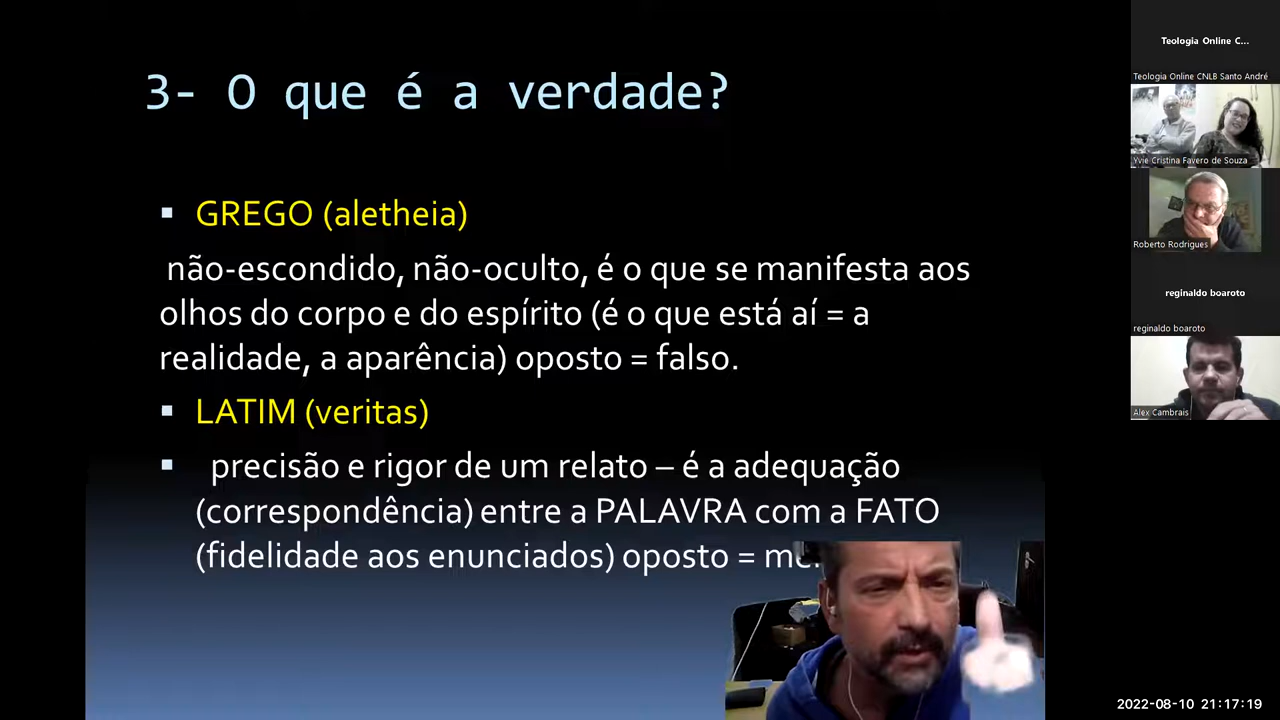 3- O que é a verdade?
GREGO (aletheia)
não-escondido, não-oculto, é o que se manifesta aos
olhos do corpo e do espírito (é o que está aí = a
realidade, a aparência) oposto = falso.
LATIM (veritas)
precisão e rigor de um relato – é a adequação
(correspondência) entre a PALAVRA com a FATO
(fidelidade aos enunciados) oposto =
Teologia Online C...
Teologia Online CNLB Santo André
Yvie Cristina Favero de Souza
Roberto Rodrigues
reginaldo boaroto
reginaldo boaroto
Alex Cambrais
2022-08-10 21:17:19